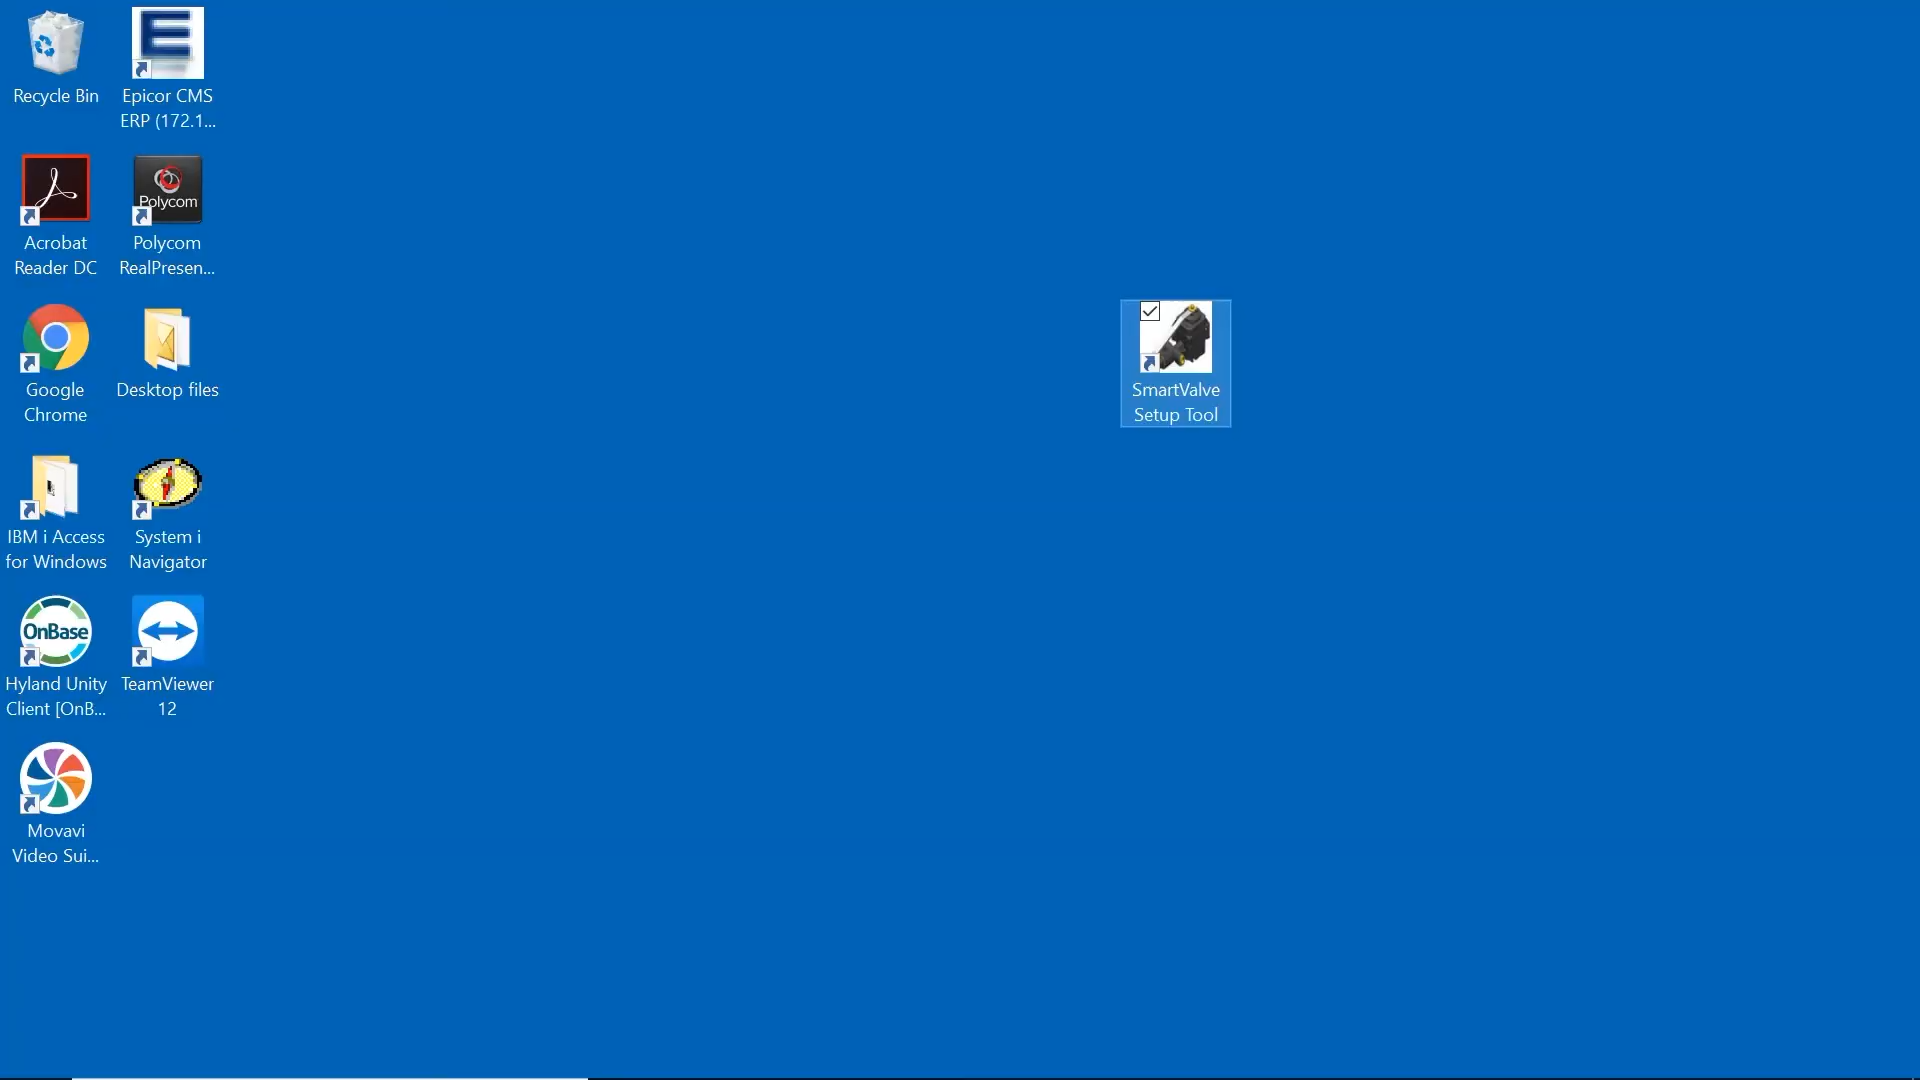 Recycle Bin
Epicor CMS
ERP (172.1...
Acrobat
Reader DC
Polycom
Polycom
RealPresen...
Google
Chrome
Desktop files
SmartValve
Setup Tool
IBM i Access
for Windows
System i
Navigator
OnBase
Hyland Unity
Client [OnB...
TeamViewer
12
Movavi
Video Sui...